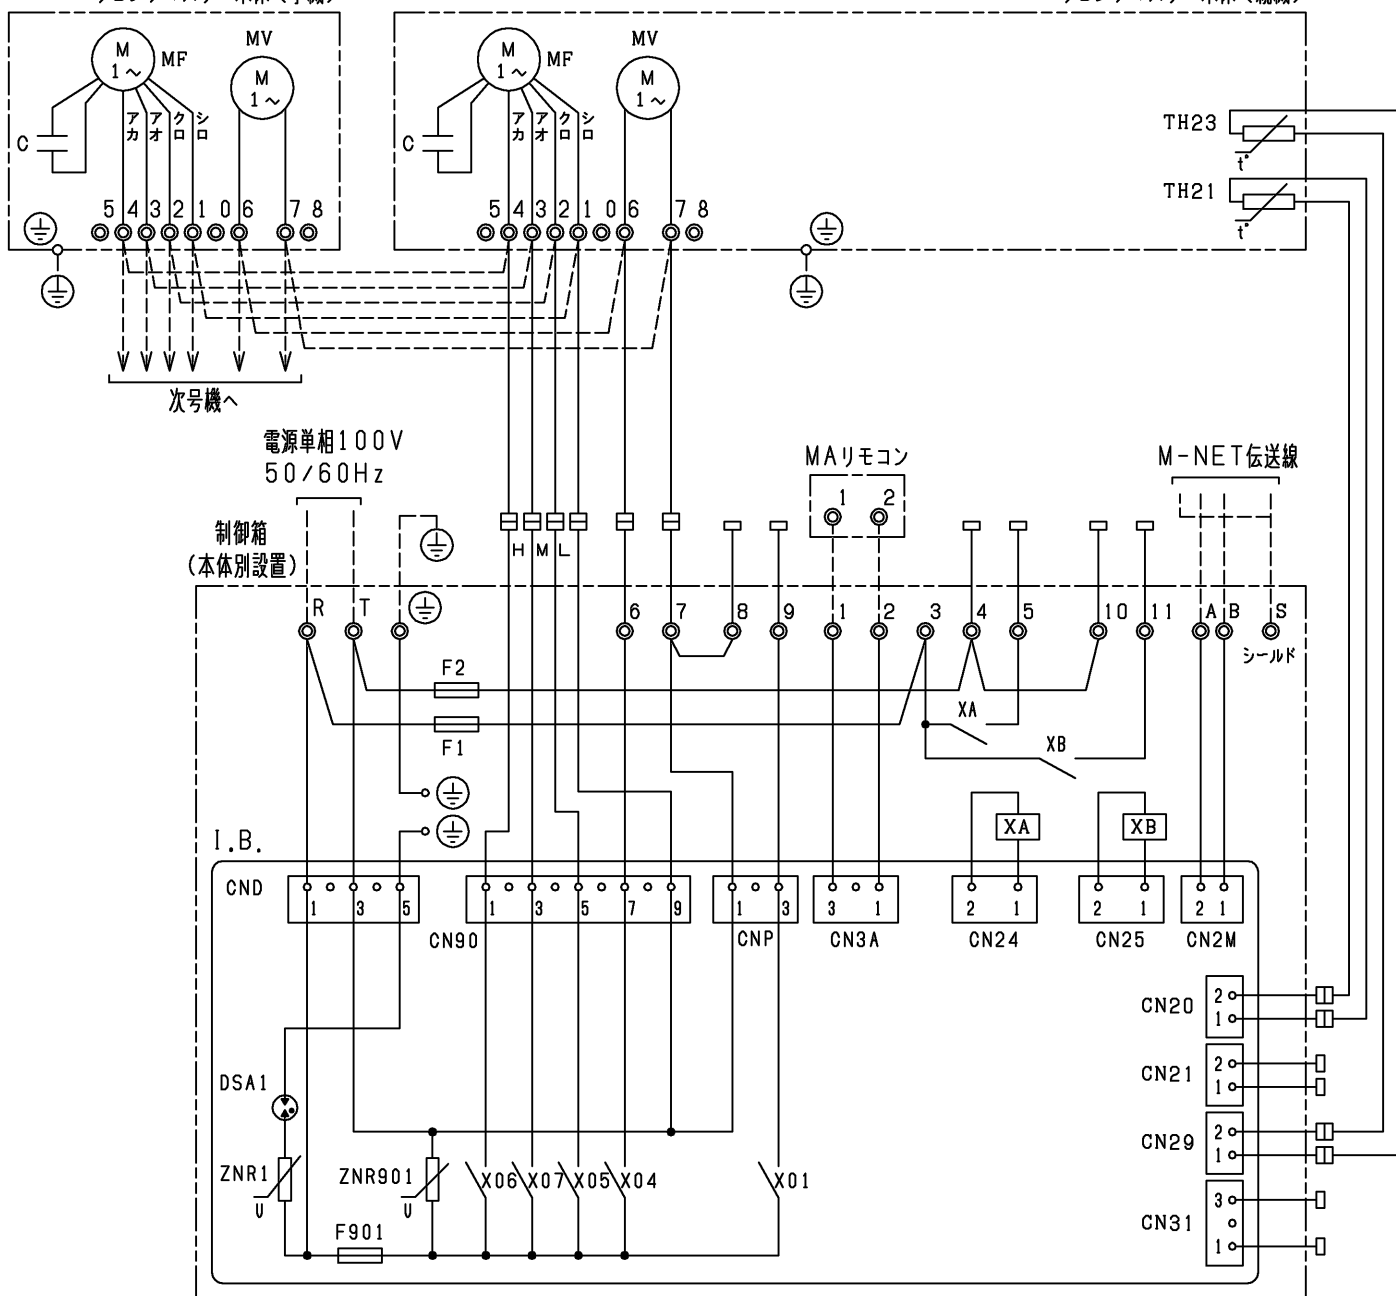 M
1~
MF
MV
M
1~
C
アカ
アオ
クロ
シロ
5 4 3 2 1 0 6 7 8
M
1~
MF
MV
M
1~
C
アカ
アオ
クロ
シロ
5 4 3 2 1 0 6 7 8
TH23
t°
TH21
t°
次号機へ
電源単相100V
50/60Hz
MAリモコン
1 2
M-NET伝送線
制御箱
(本体別設置)
H M L
R T 6 7 8 9 1 2 3 4 5 10 11 A B S
シールド
F2
F1
XA
XB
XA
XB
I.B.
CND
1 3 5
CN90
1 3 5 7 9
CNP
1 3
CN3A
3 1
CN24
2 1
CN25
2 1
CN2M
2 1
CN20
2
1
CN21
2
1
CN29
2
1
CN31
3
1
DSA1
ZNR1
U
ZNR901
U
X06 X07 X05 X04 X01
F901